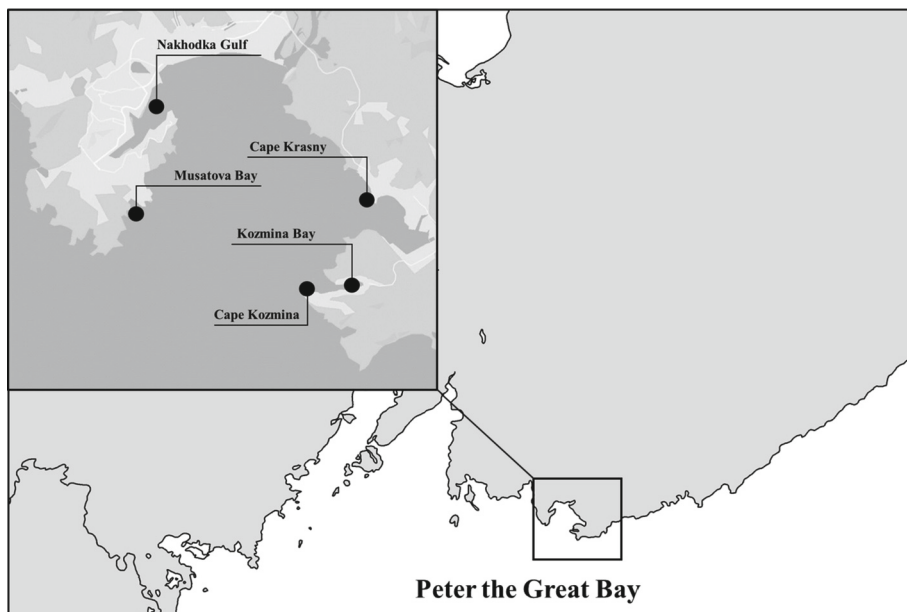 Nakhodka Gulf
Cape Krasny
Musatova Bay
Kozmina Bay
Cape Kozmina
Peter the Great Bay